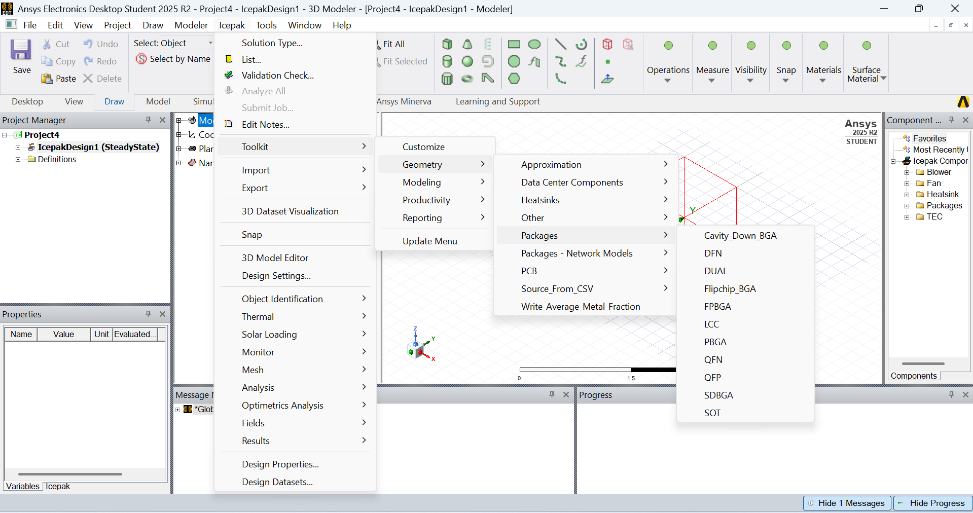 Ansys Electronics Desktop Student 2025 R2 - Project4 - IcepakDesign1 - 3D Modeler - [Project4 - IcepakDesign1 - Modeler]
File Edit View Project Draw Modeler Icepak Tools Window Help
Save
Cut
Copy
Paste
Undo
Redo
Delete
Select: Object
Select by Name
Fit All
Fit Selected
Operations
Measure
Visibility
Snap
Materials
Surface
Material
Desktop View Draw Model Simu Ansys Minerva Learning and Support
Project Manager
Project4
IcepakDesign1 (SteadyState)
Definitions
Properties
Name Value Unit Evaluated...
Variables Icepak
Mo
Coc
Plar
Nar
Solution Type...
List...
Validation Check...
Analyze All
Submit Job...
Edit Notes...
Toolkit
Import
Export
3D Dataset Visualization
Snap
3D Model Editor
Design Settings...
Object Identification
Thermal
Solar Loading
Monitor
Mesh
Analysis
Optimetrics Analysis
Fields
Results
Design Properties...
Design Datasets...
Customize
Geometry
Modeling
Productivity
Reporting
Update Menu
Approximation
Data Center Components
Heatsinks
Other
Packages
Packages - Network Models
PCB
Source_From_CSV
Write Average Metal Fraction
Cavity Down BGA
DFN
DUAL
Flipchip_BGA
FPBGA
LCC
PBGA
QFN
QFP
SDBGA
SOT
Ansys
2025 R2
STUDENT
Y
Z
Y
X
0 15
Component ...
Favorites
Most Recently
Icepak Compor
Blower
Fan
Heatsink
Packages
TEC
Components
Message
*Glob
Progress
Hide 1 Messages
Hide Progress